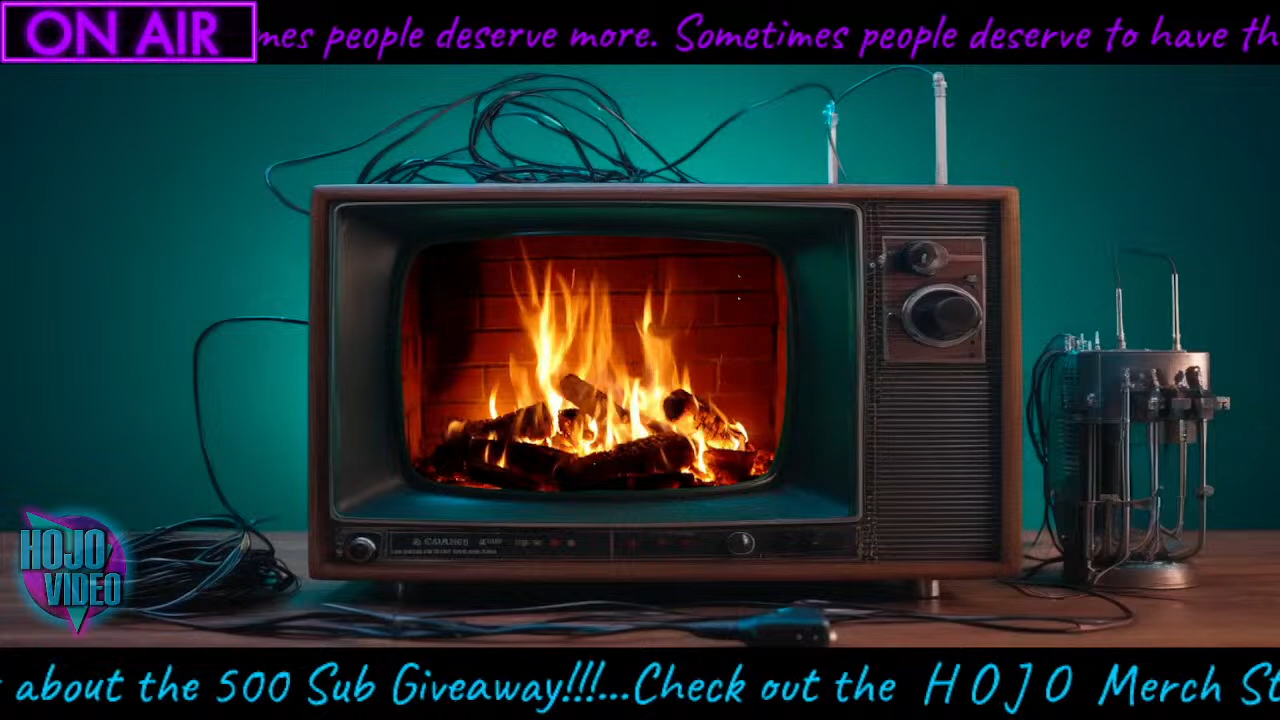 ON AIR
mes people deserve more. Sometimes people deserve to have th
HOJO
VIDEO
about the 500 Sub Giveaway!!!...Check out the HOJO Merch St